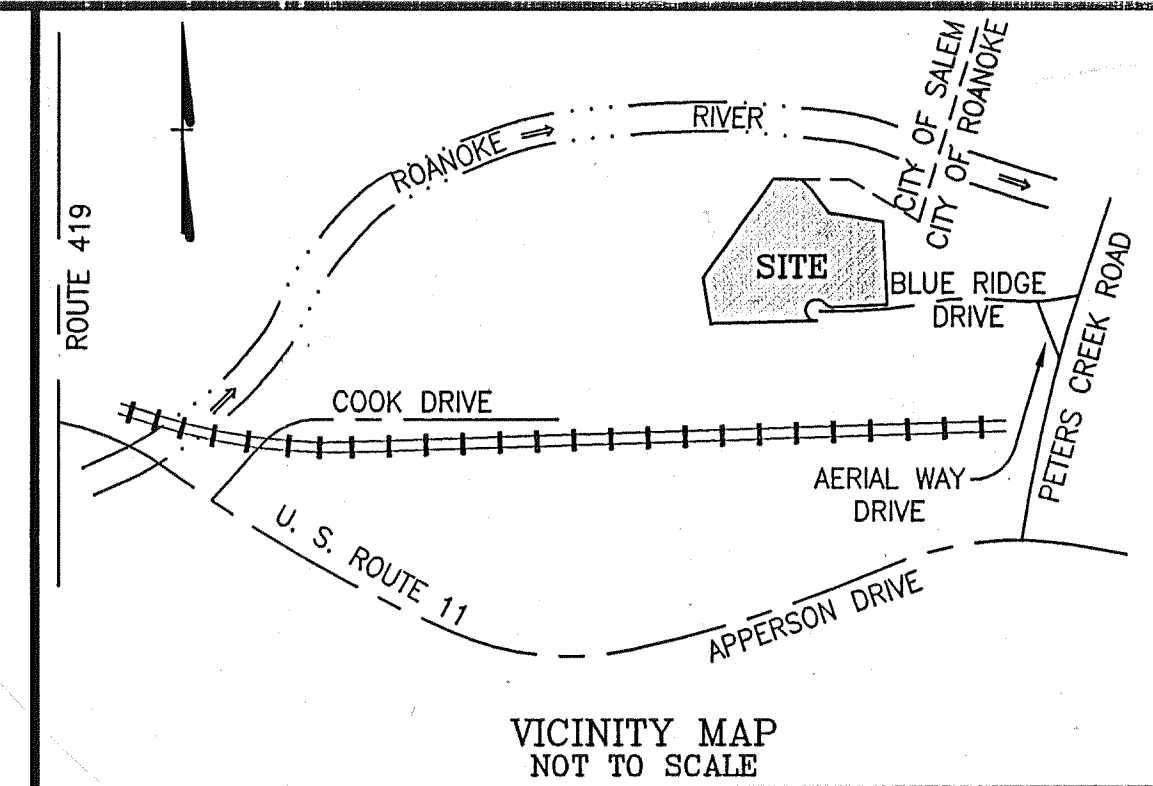 CITY OF SALEM
CITY OF ROANOKE
RIVER
ROANOKE
ROUTE 419
SITE
BLUE RIDGE
DRIVE
PETERS CREEK ROAD
COOK DRIVE
AERIAL WAY
DRIVE
U. S. ROUTE 11
APPERSON DRIVE
VICINITY MAP
NOT TO SCALE